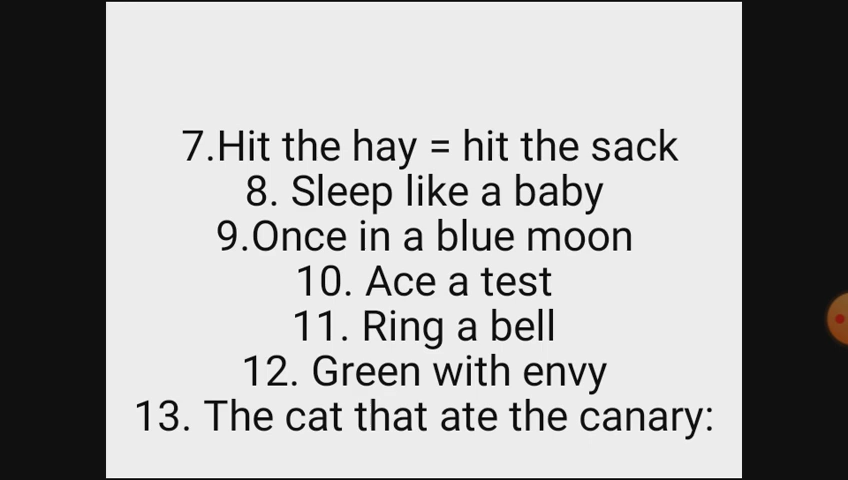 7.Hit the hay = hit the sack
8. Sleep like a baby
9.Once in a blue moon
10. Ace a test
11. Ring a bell
12. Green with envy
13. The cat that ate the canary: